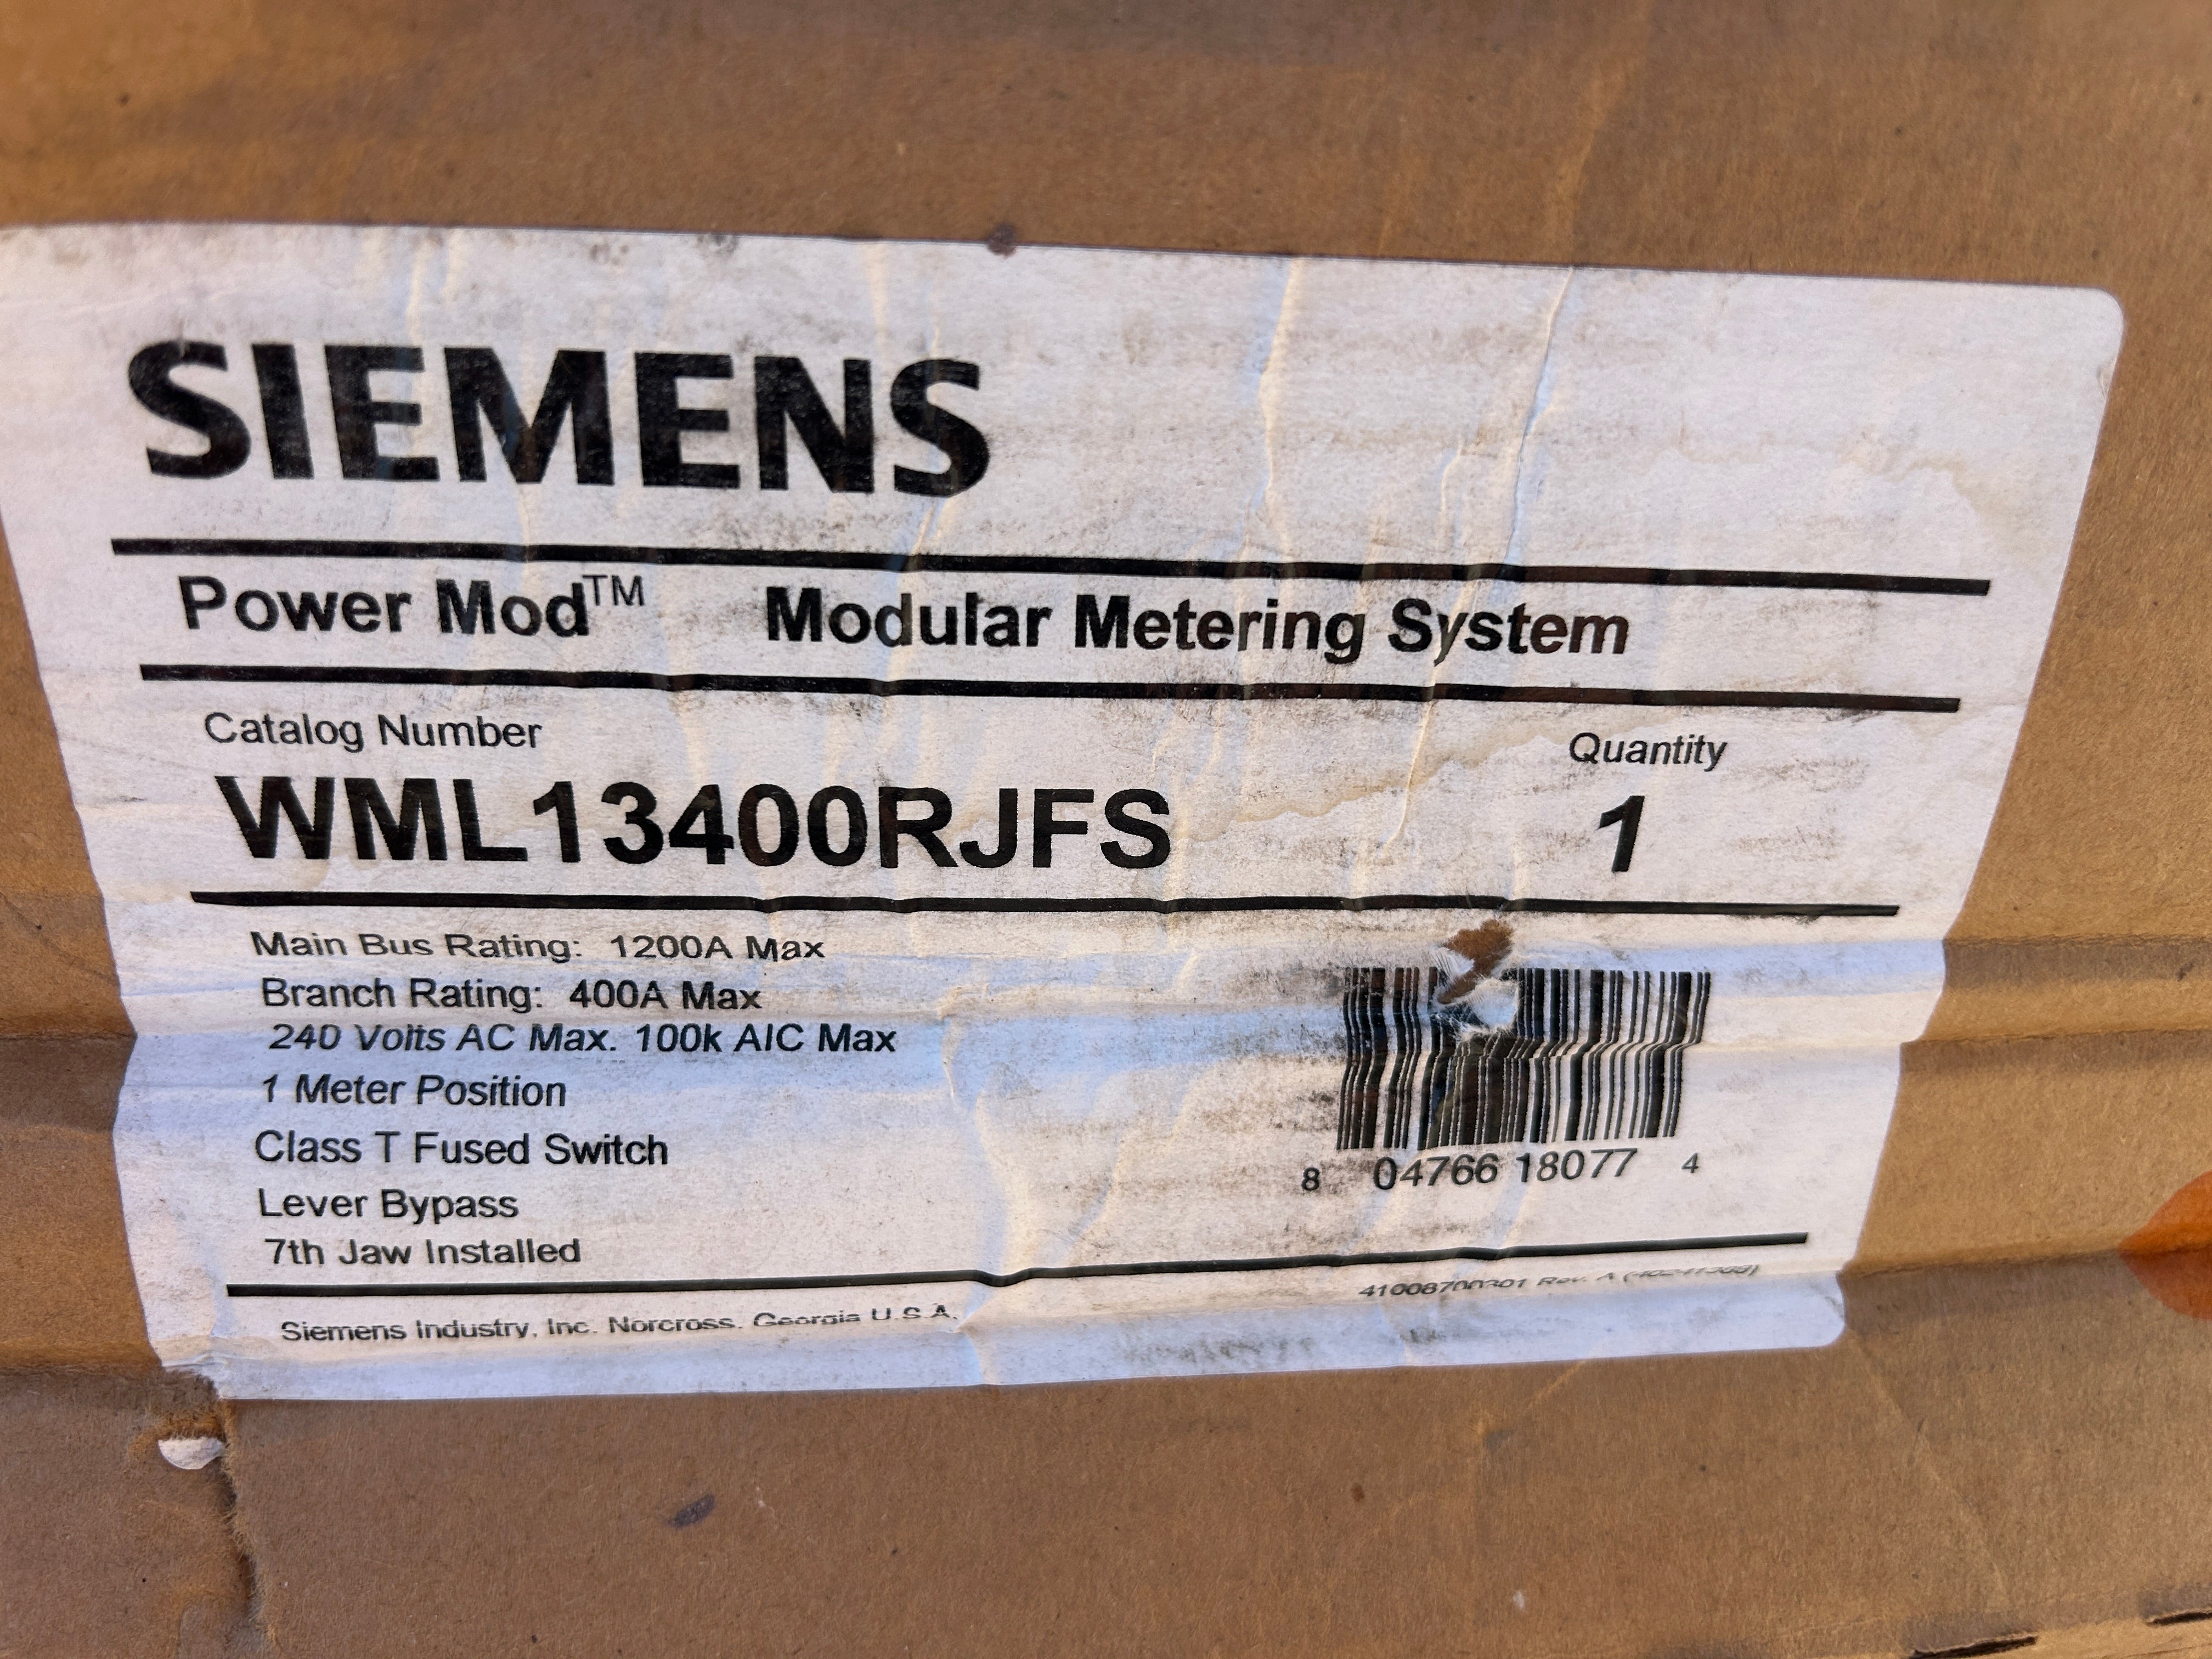 SIEMENS
Power Mod™ Modular Metering System
Catalog Number Quantity
WML13400RJFS 1
Main Bus Rating: 1200A Max
Branch Rating: 400A Max
240 Volts AC Max. 100k AIC Max
1 Meter Position
Class T Fused Switch
Lever Bypass
7th Jaw Installed
8 04766 18077 4
Siemens Industry, Inc. Norcross, Georgia U.S.A.
Rev. A